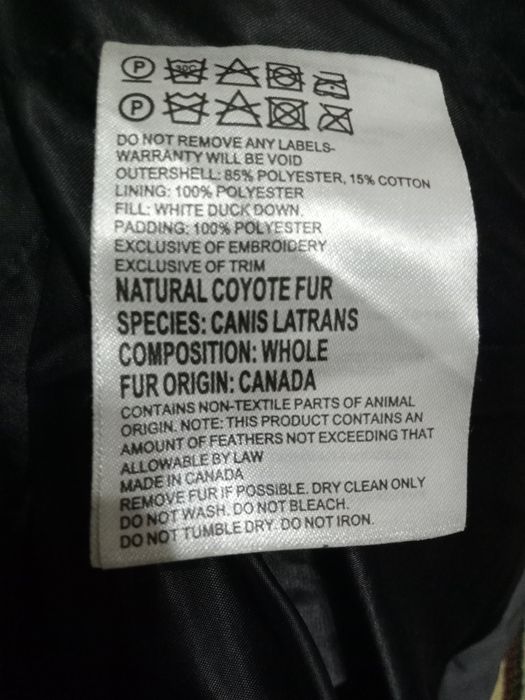 P 30C
P
DO NOT REMOVE ANY LABELS-
WARRANTY WILL BE VOID
OUTERSHELL: 85% POLYESTER, 15% COTTON
LINING: 100% POLYESTER
FILL: WHITE DUCK DOWN.
PADDING: 100% POLYESTER
EXCLUSIVE OF EMBROIDERY
EXCLUSIVE OF TRIM
NATURAL COYOTE FUR
SPECIES: CANIS LATRANS
COMPOSITION: WHOLE
FUR ORIGIN: CANADA
CONTAINS NON-TEXTILE PARTS OF ANIMAL
ORIGIN. NOTE: THIS PRODUCT CONTAINS AN
AMOUNT OF FEATHERS NOT EXCEEDING THAT
ALLOWABLE BY LAW
MADE IN CANADA
REMOVE FUR IF POSSIBLE. DRY CLEAN ONLY
DO NOT WASH. DO NOT BLEACH.
DO NOT TUMBLE DRY. DO NOT IRON.